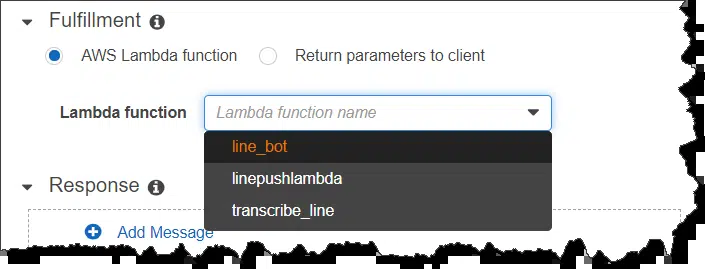 Fulfillment
AWS Lambda function Return parameters to client
Lambda function Lambda function name
line_bot
linepushlambda
Response
transcribe_line
Add Message